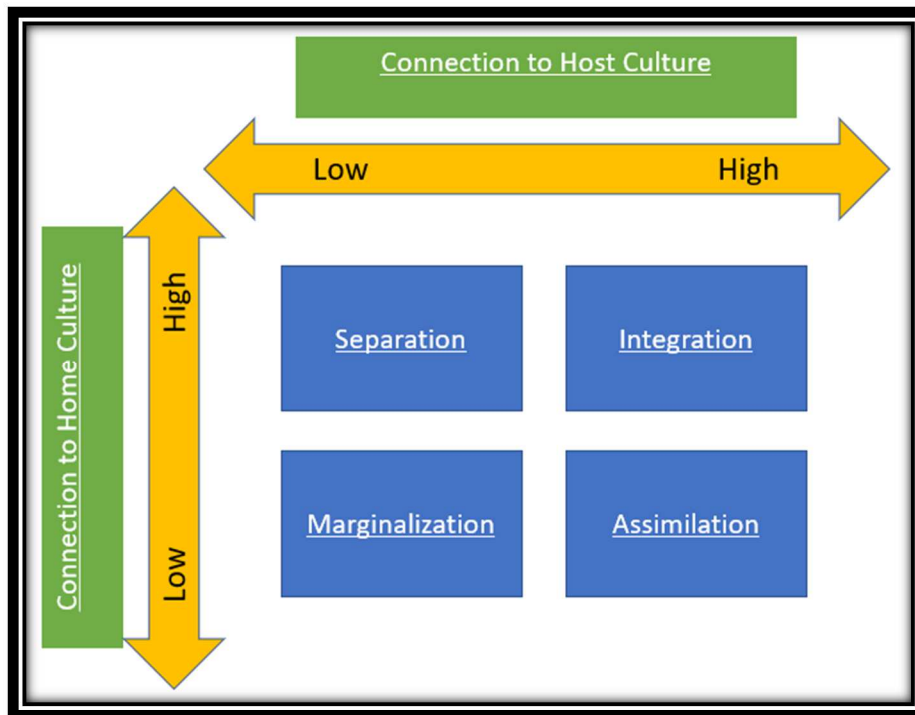 Connection to Host Culture
Low
High
Connection to Home Culture
High
Low
Separation
Integration
Marginalization
Assimilation